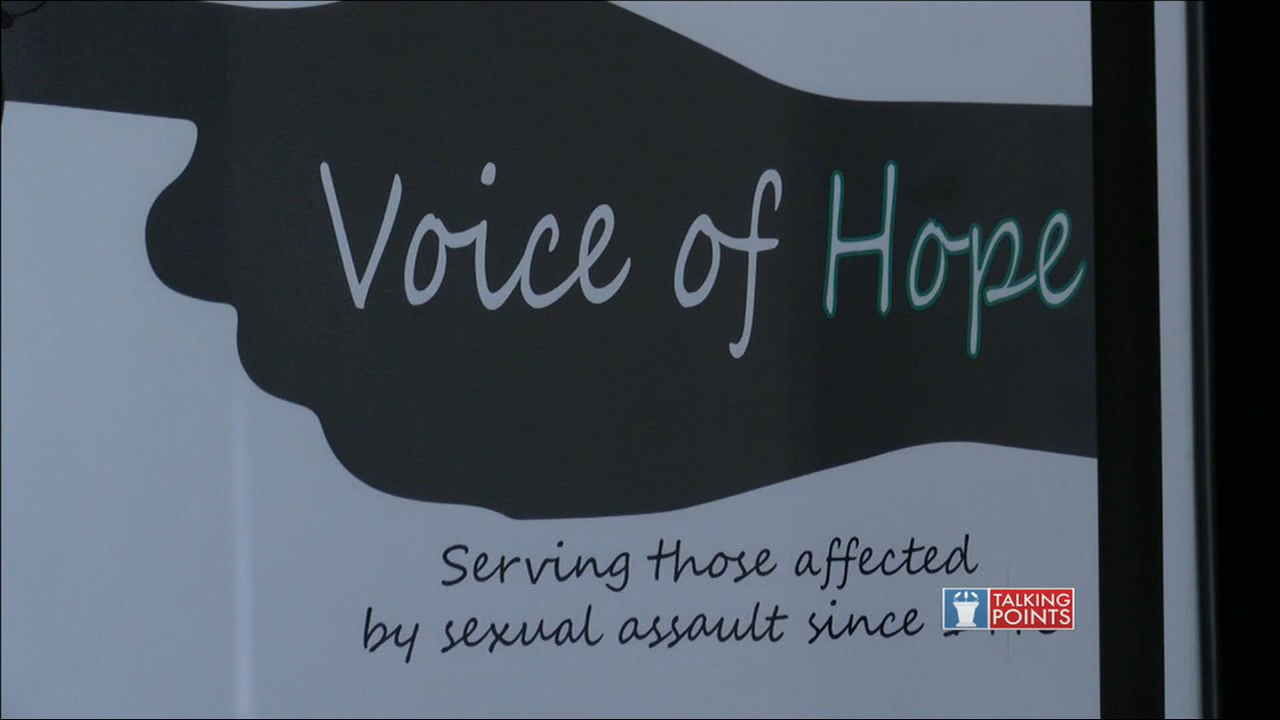 Voice of Hope
Serving those affected
by sexual assault since
TALKING
POINTS